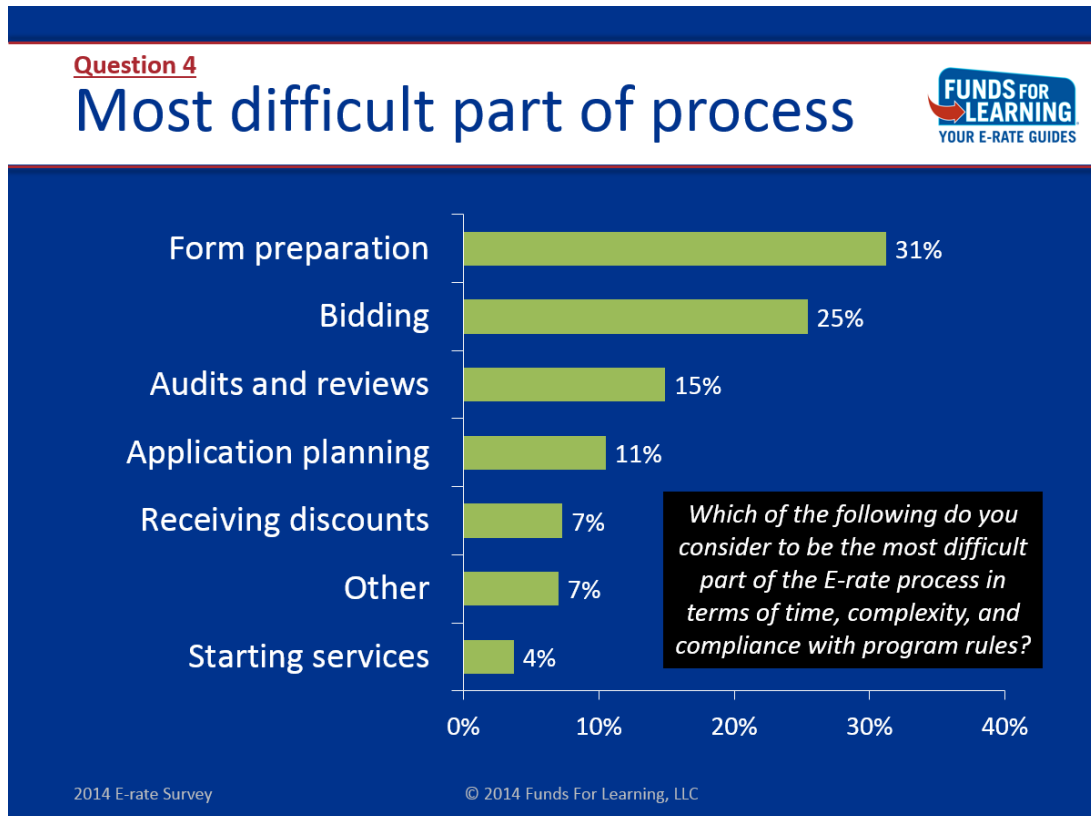 Question 4
Most difficult part of process
FUNDS FOR
LEARNING
YOUR E-RATE GUIDES
Form preparation
31%
Bidding
25%
Audits and reviews
15%
Application planning
11%
Receiving discounts
7%
Other
7%
Starting services
4%
Which of the following do you
consider to be the most difficult
part of the E-rate process in
terms of time, complexity, and
compliance with program rules?
0% 10% 20% 30% 40%
2014 E-rate Survey
© 2014 Funds For Learning, LLC